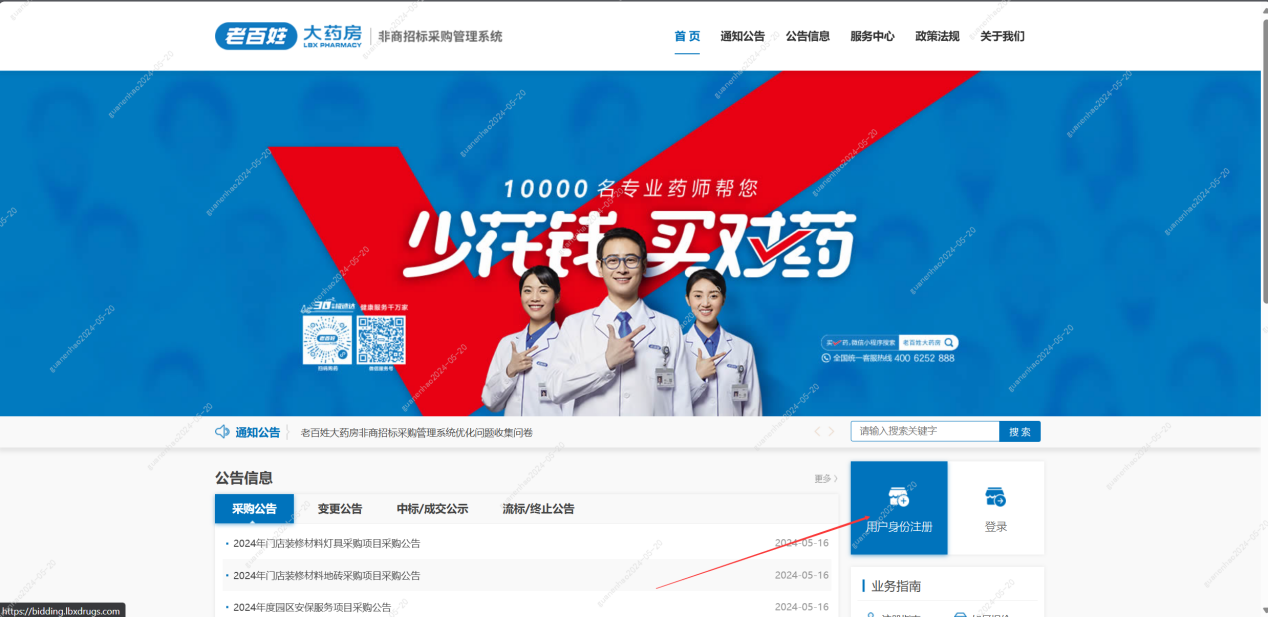 老百姓 大药房
LBX PHARMACY
非商招标采购管理系统
首 页 通知公告 公告信息 服务中心 政策法规 关于我们
10000名专业药师帮您
少花钱 买对药
健康服务千万家
老百姓大药房
全国统一客服热线 400 6252 888
通知公告
老百姓大药房非商招标采购管理系统优化问题收集问卷
请输入搜索关键字
搜 索
公告信息
更多
采购公告 变更公告 中标/成交公示 流标/终止公告
2024年门店装修材料灯具采购项目采购公告 2024-05-16
2024年门店装修材料地砖采购项目采购公告 2024-05-16
2024年度园区安保服务项目采购公告 2024-05-16
用户身份注册
登录
业务指南
https://bidding.lbxdrugs.com
guanenhao2024-05-20